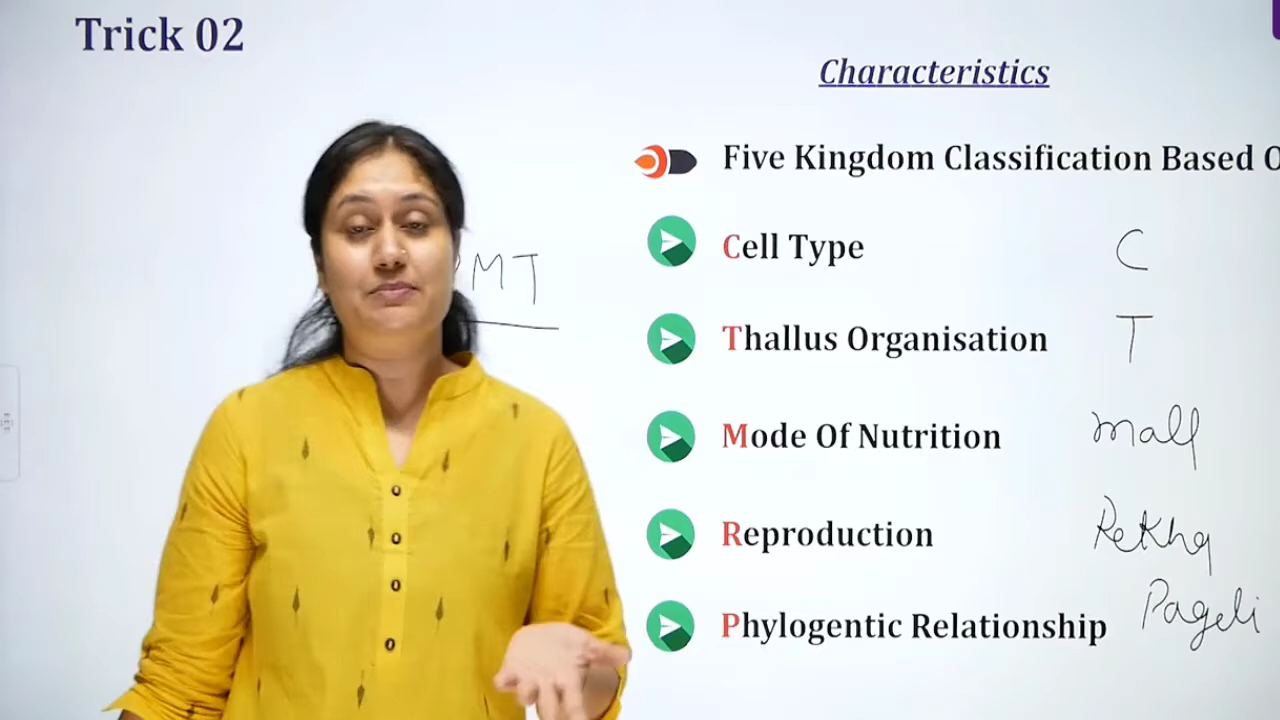 Trick 02
Characteristics
Five Kingdom Classification Based O
Cell Type C
MT
Thallus Organisation T
Mode Of Nutrition mall
Reproduction Rekha
Phylogentic Relationship Pageli